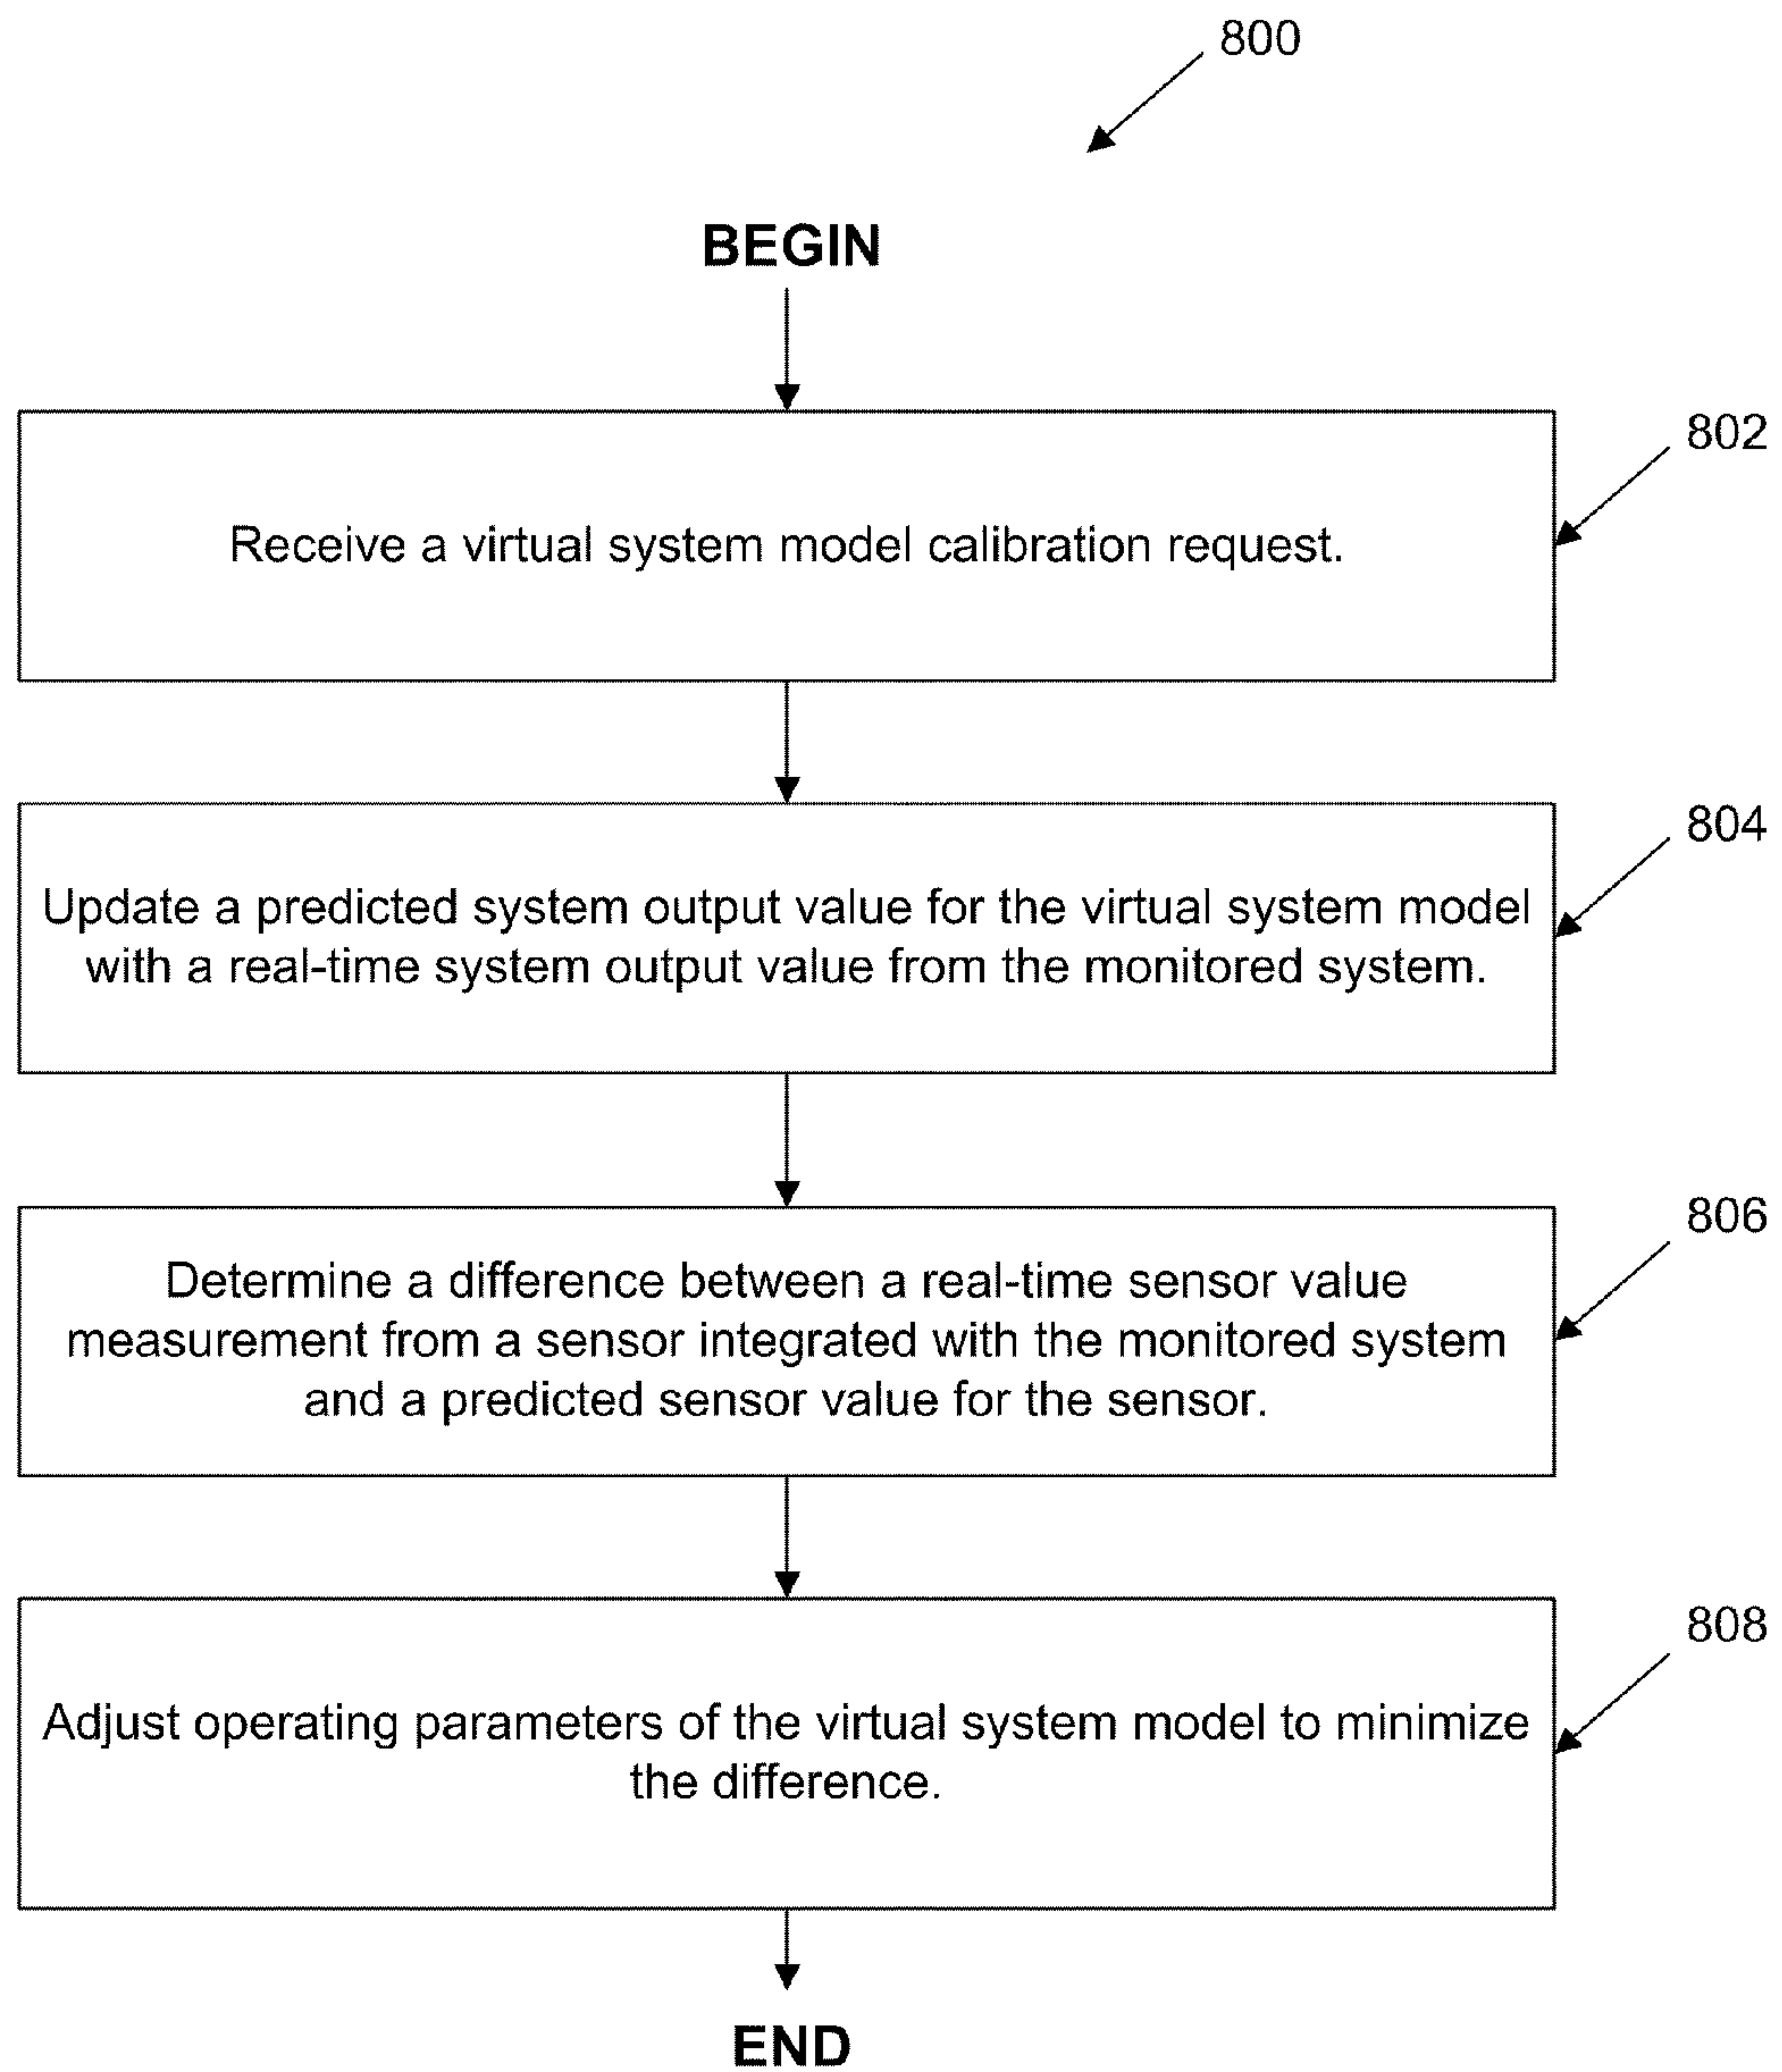 800
BEGIN
802
Receive a virtual system model calibration request.
804
Update a predicted system output value for the virtual system model
with a real-time system output value from the monitored system.
806
Determine a difference between a real-time sensor value
measurement from a sensor integrated with the monitored system
and a predicted sensor value for the sensor.
808
Adjust operating parameters of the virtual system model to minimize
the difference.
END